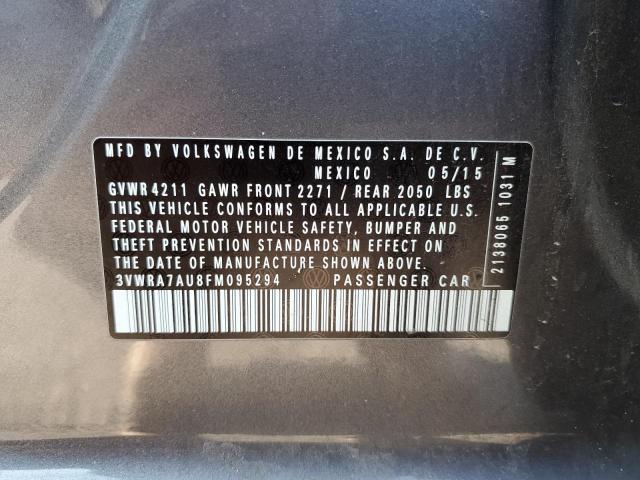 MFD BY VOLKSWAGEN DE MEXICO S.A. DE C.V.
MEXICO 05/15
GVWR4211 GAWR FRONT 2271 / REAR 2050 LBS
THIS VEHICLE CONFORMS TO ALL APPLICABLE U.S.
FEDERAL MOTOR VEHICLE SAFETY, BUMPER AND
THEFT PREVENTION STANDARDS IN EFFECT ON
THE DATE OF MANUFACTURE SHOWN ABOVE.
3VWRA7AU8FM095294 PASSENGER CAR
2138065 1031 M